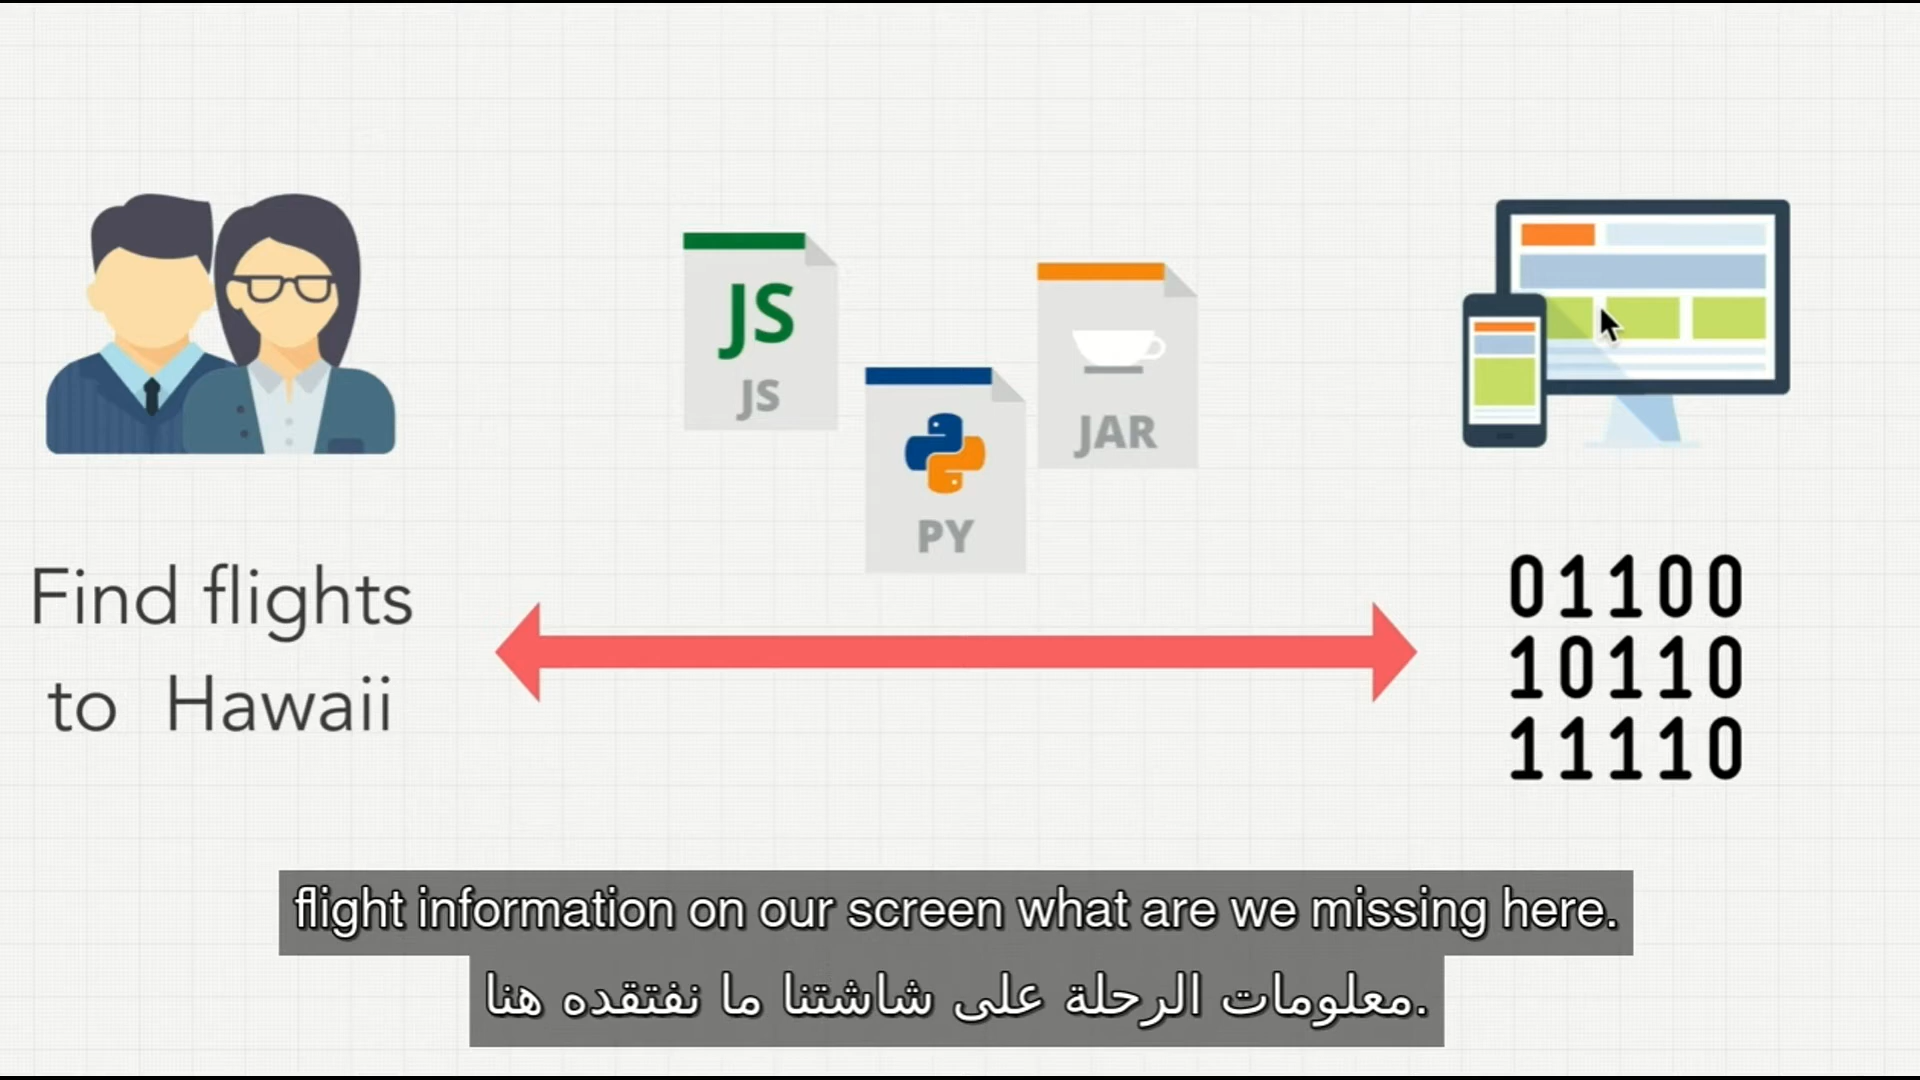 JS
JS
PY
JAR
Find flights
to Hawaii
01100
10110
11110
flight information on our screen what are we missing here.
معلومات الرحلة على شاشتنا ما نفتقده هنا.